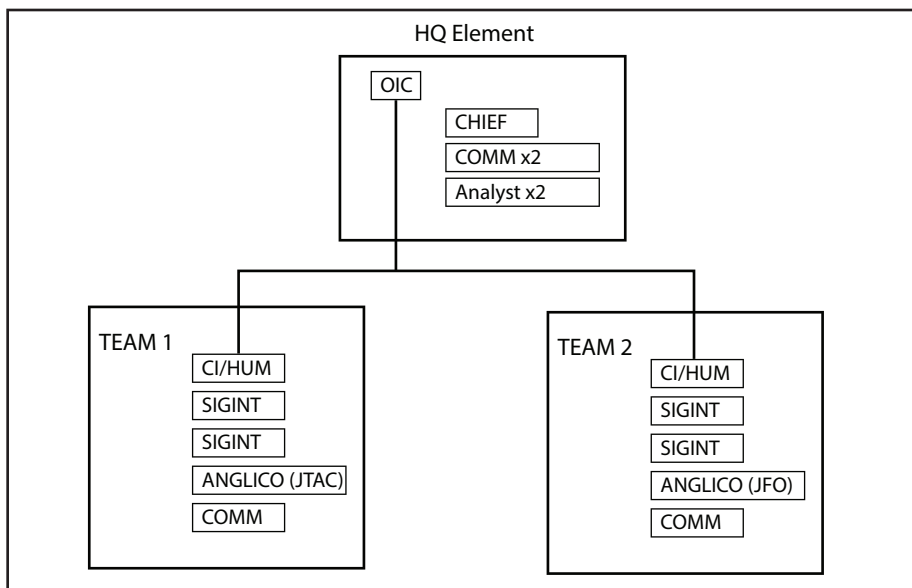 HQ Element
OIC
CHIEF
COMM x2
Analyst x2
TEAM 1
CI/HUM
SIGINT
SIGINT
ANGLICO (JTAC)
COMM
TEAM 2
CI/HUM
SIGINT
SIGINT
ANGLICO (JFO)
COMM